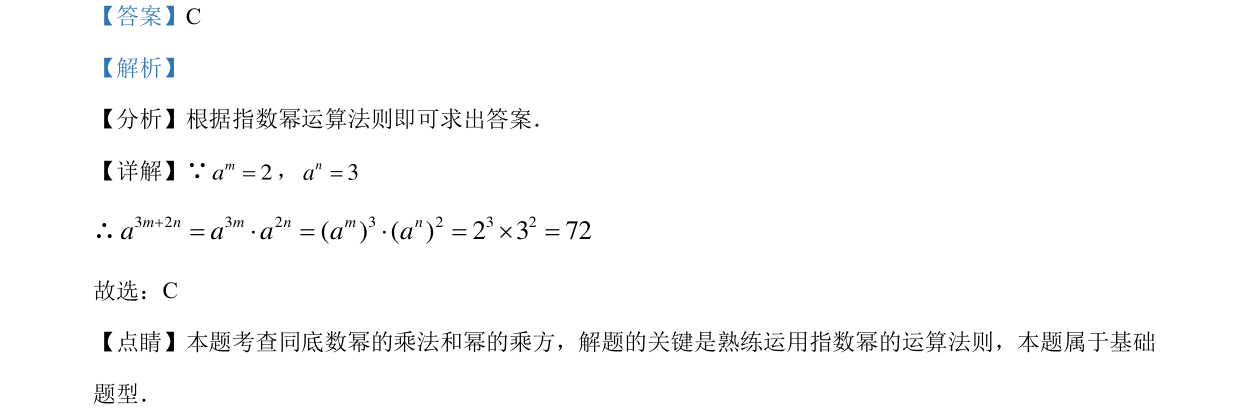 【答案】C
【解析】
【分析】根据指数幂运算法则即可求出答案．
【详解】∵ $a^m=2$，$a^n=3$
∴ $a^{3m+2n}=a^{3m}\cdot a^{2n}=(a^m)^3\cdot (a^n)^2=2^3\times 3^2=72$
故选：C
【点睛】本题考查同底数幂的乘法和幂的乘方，解题的关键是熟练运用指数幂的运算法则，本题属于基础
题型．